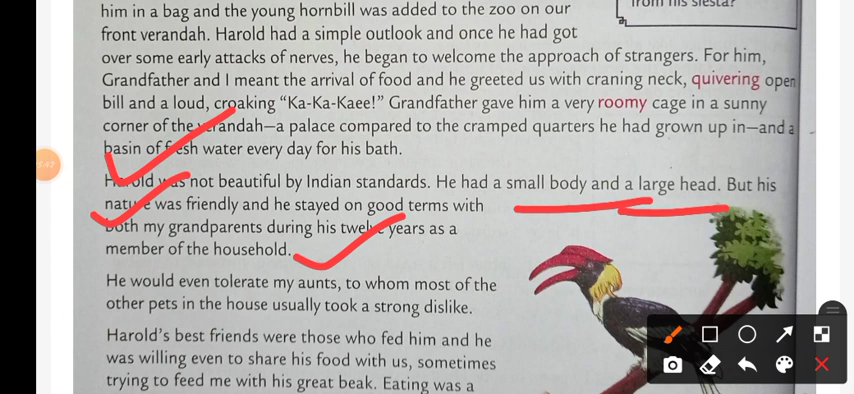 him in a bag and the young hornbill was added to the zoo on our
from his siesta?
front verandah. Harold had a simple outlook and once he had got
over some early attacks of nerves, he began to welcome the approach of strangers. For him,
Grandfather and I meant the arrival of food and he greeted us with craning neck, quivering open
bill and a loud, croaking “Ka-Ka-Kaee!” Grandfather gave him a very roomy cage in a sunny
corner of the verandah—a palace compared to the cramped quarters he had grown up in—and a
basin of fresh water every day for his bath.
Harold was not beautiful by Indian standards. He had a small body and a large head. But his
nature was friendly and he stayed on good terms with
both my grandparents during his twelve years as a
member of the household.
He would even tolerate my aunts, to whom most of the
other pets in the house usually took a strong dislike.
Harold’s best friends were those who fed him and he
was willing even to share his food with us, sometimes
trying to feed me with his great beak. Eating was a